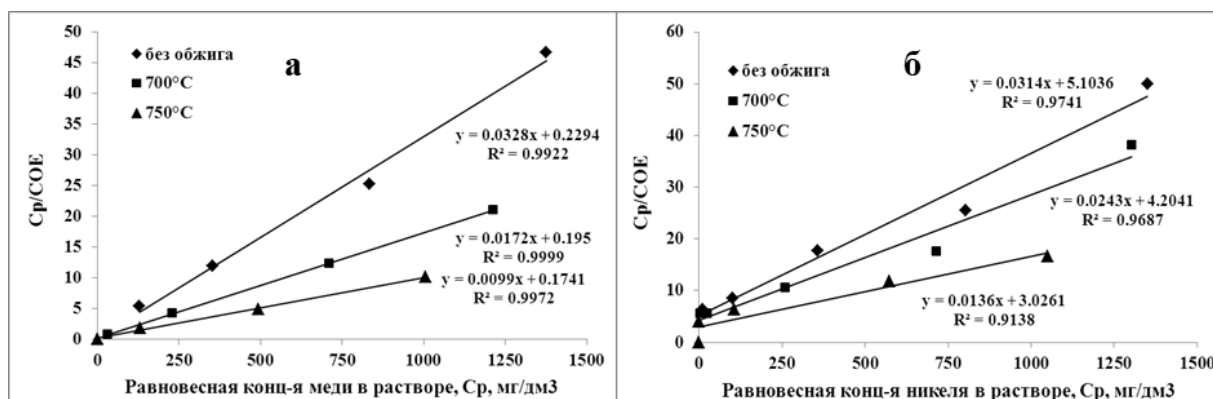 50
45
40
35
30
25
20
15
10
5
0
Ср/СОЕ
без обжига
700°С
750°С
а
y = 0.0328x + 0.2294
R² = 0.9922
y = 0.0172x + 0.195
R² = 0.9999
y = 0.0099x + 0.1741
R² = 0.9972
0 250 500 750 1000 1250 1500
Равновесная конц-я меди в растворе, Ср, мг/дм3
60
50
40
30
20
10
0
Ср/СОЕ
без обжига
700°С
750°С
б
y = 0.0314x + 5.1036
R² = 0.9741
y = 0.0243x + 4.2041
R² = 0.9687
y = 0.0136x + 3.0261
R² = 0.9138
0 250 500 750 1000 1250 1500
Равновесная конц-я никеля в растворе, Ср, мг/дм3